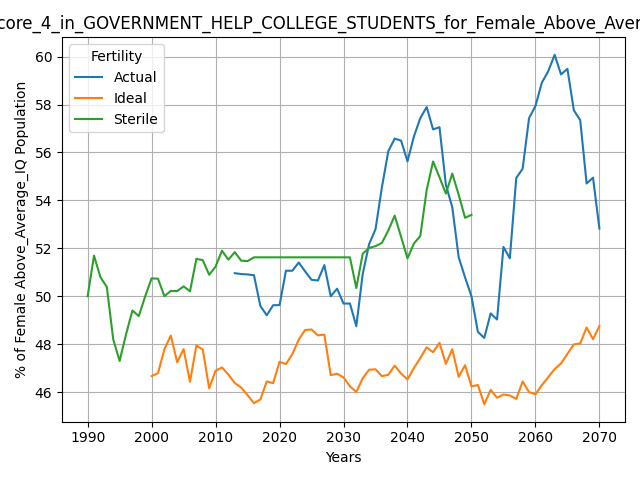 core_4_in_GOVERNMENT_HELP_COLLEGE_STUDENTS_for_Female_Above_Aver
Fertility
Actual
Ideal
Sterile
% of Female Above_Average_IQ Population
60
58
56
54
52
50
48
46
1990 2000 2010 2020 2030 2040 2050 2060 2070
Years